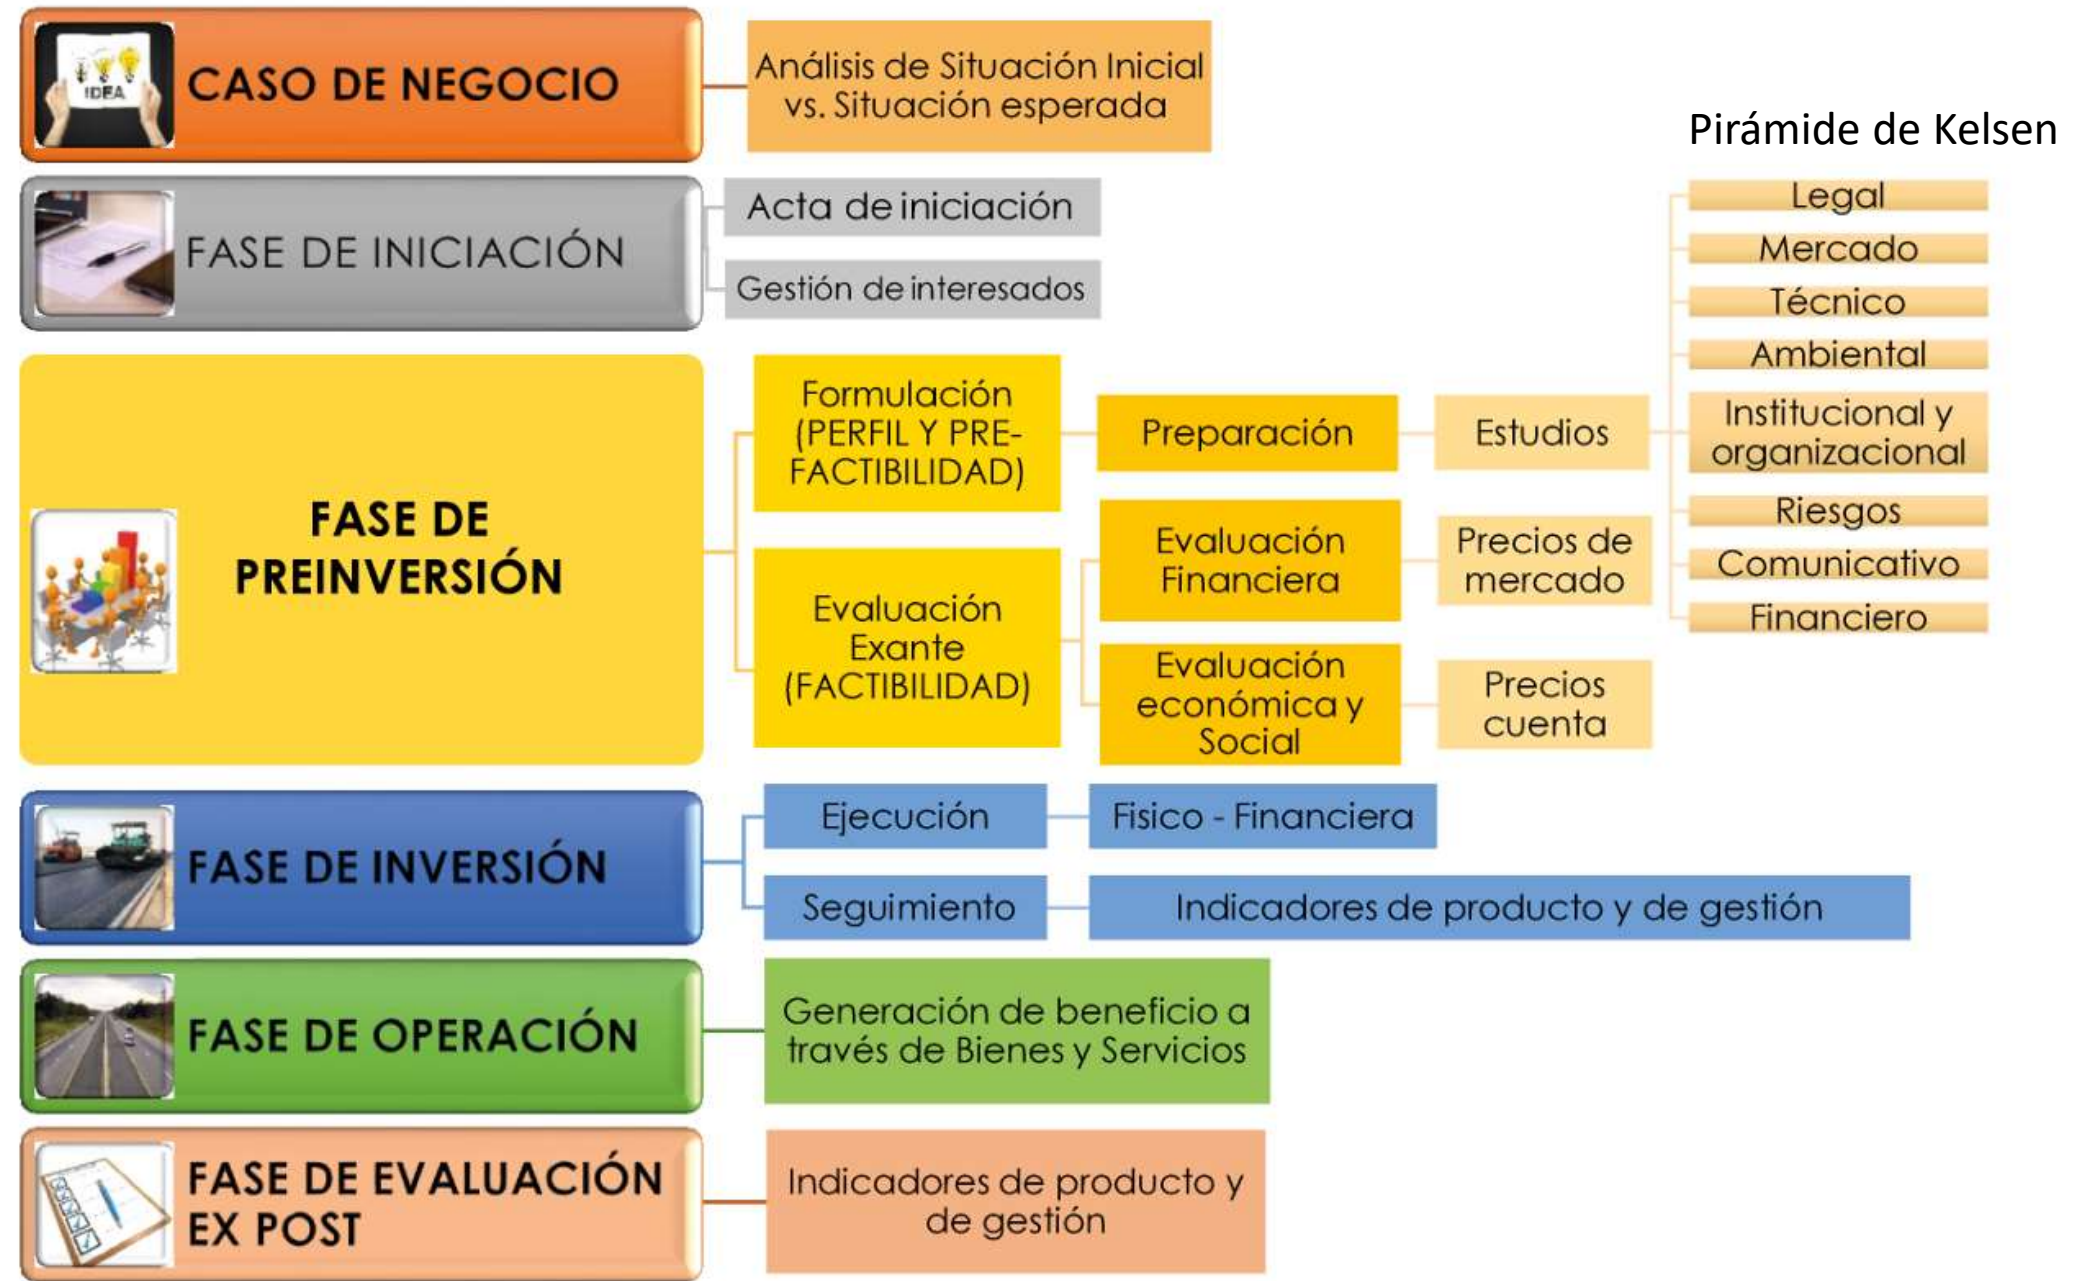 IDEA
CASO DE NEGOCIO
Análisis de Situación Inicial
vs. Situación esperada
Pirámide de Kelsen
FASE DE INICIACIÓN
Acta de iniciación
Gestión de interesados
FASE DE
PREINVERSIÓN
Formulación
(PERFIL Y PRE-
FACTIBILIDAD)
Preparación
Estudios
Legal
Mercado
Técnico
Ambiental
Institucional y
organizacional
Riesgos
Comunicativo
Financiero
Evaluación
Exante
(FACTIBILIDAD)
Evaluación
Financiera
Precios de
mercado
Evaluación
económica y
Social
Precios
cuenta
FASE DE INVERSIÓN
Ejecución
Fisico - Financiera
Seguimiento
Indicadores de producto y de gestión
FASE DE OPERACIÓN
Generación de beneficio a
través de Bienes y Servicios
FASE DE EVALUACIÓN
EX POST
Indicadores de producto y
de gestión